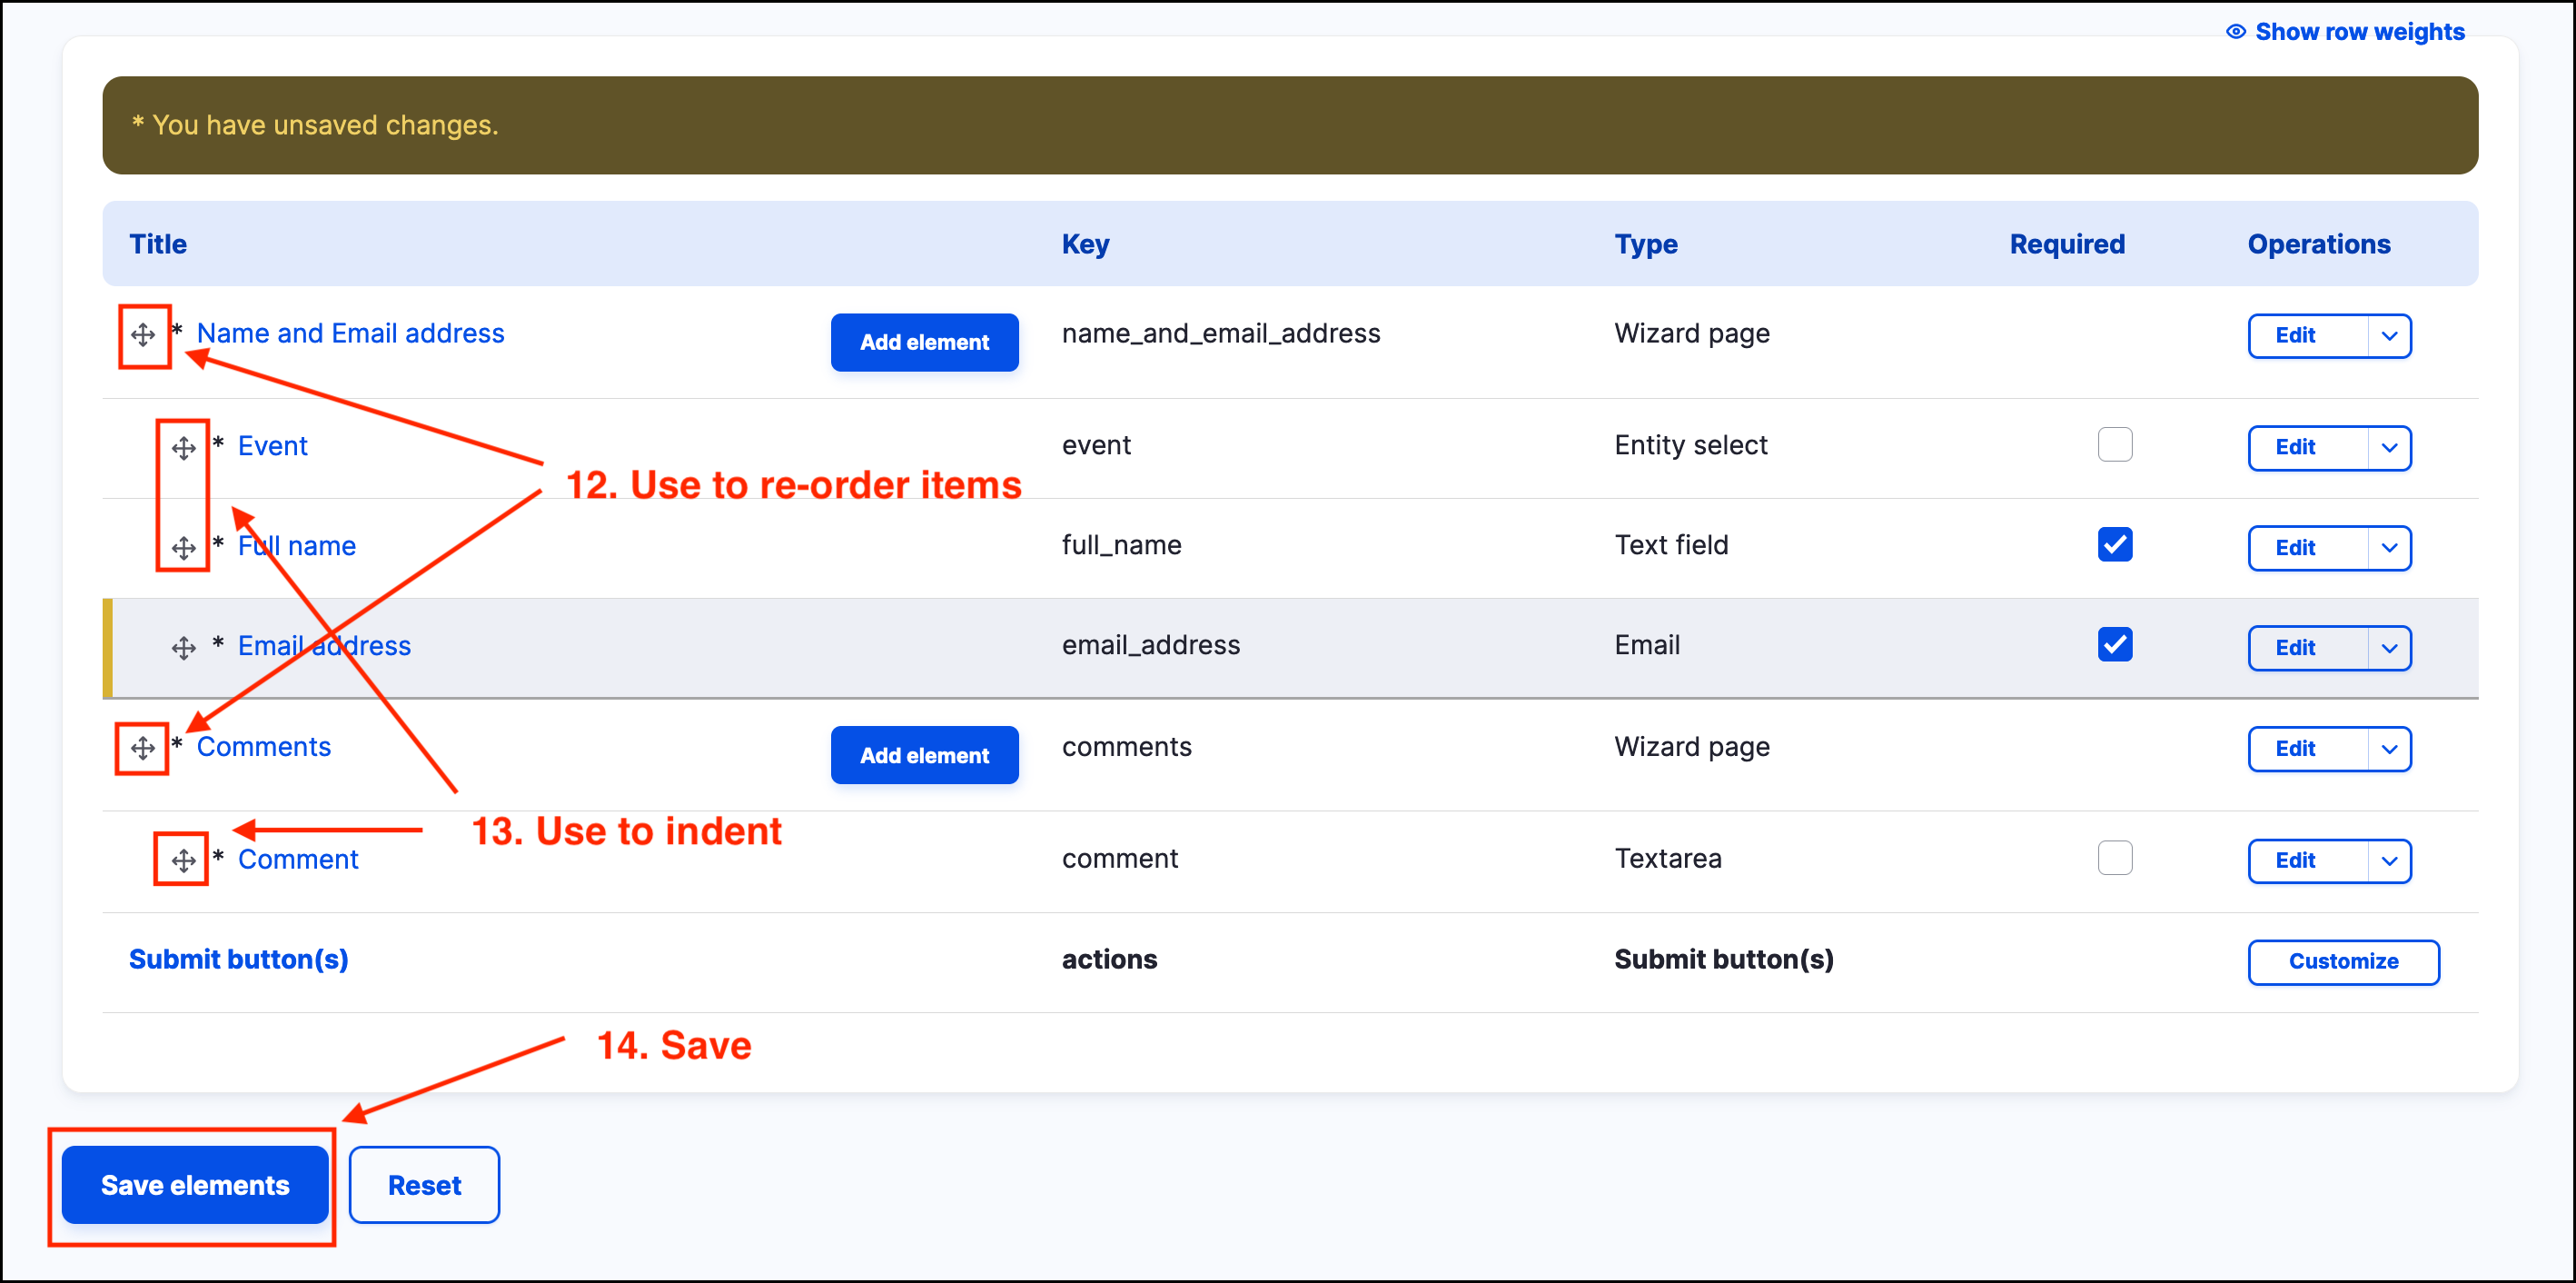 Show row weights
* You have unsaved changes.
Title Key Type Required Operations
* Name and Email address Add element name_and_email_address Wizard page Edit
* Event event Entity select Edit
12. Use to re-order items
* Full name full_name Text field Edit
* Email address email_address Email Edit
* Comments Add element comments Wizard page Edit
13. Use to indent
* Comment comment Textarea Edit
Submit button(s) actions Submit button(s) Customize
14. Save
Save elements Reset